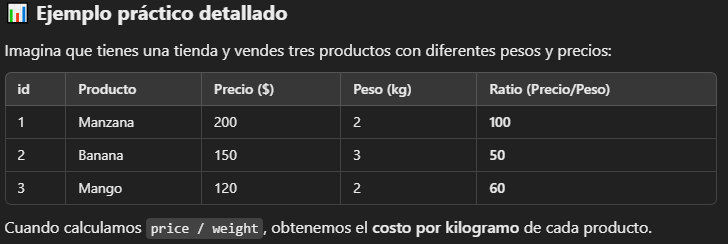 📊 Ejemplo práctico detallado
Imagina que tienes una tienda y vendes tres productos con diferentes pesos y precios:
id Producto Precio ($) Peso (kg) Ratio (Precio/Peso)
1 Manzana 200 2 100
2 Banana 150 3 50
3 Mango 120 2 60
Cuando calculamos price / weight, obtenemos el costo por kilogramo de cada producto.